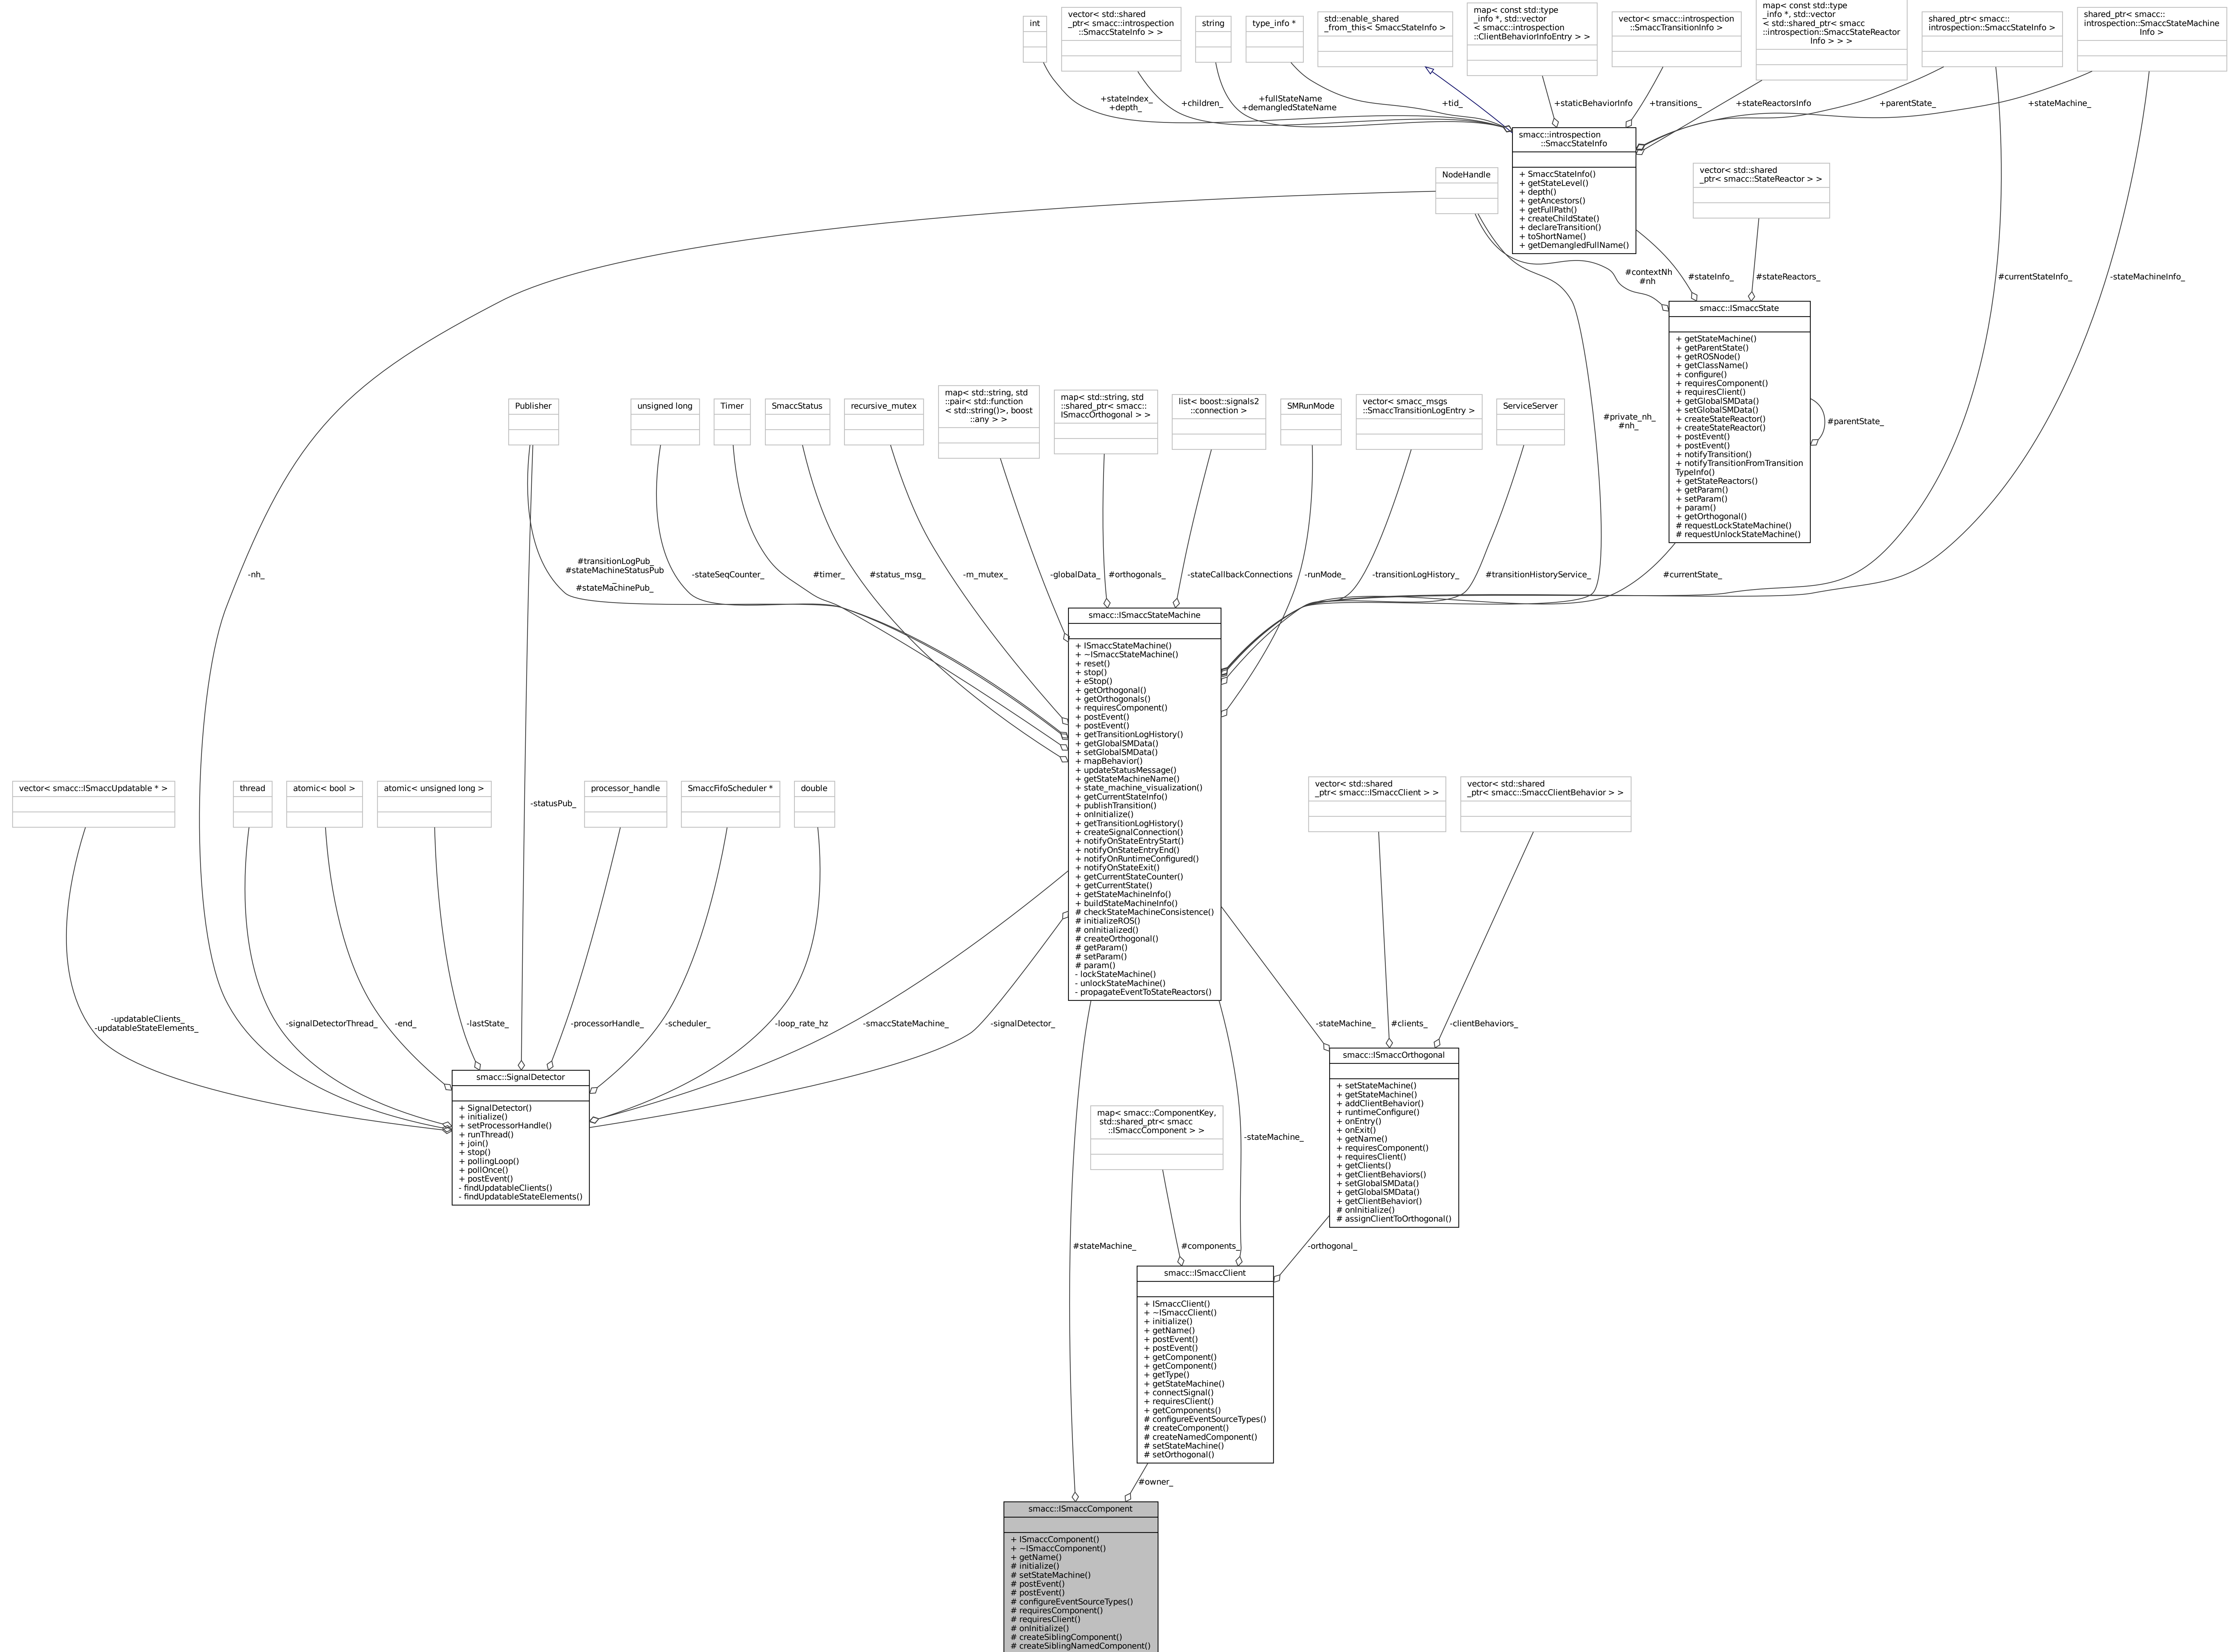 int
vector< std::shared
_ptr< smacc::introspection
::SmaccStateInfo > >
string
type_info *
std::enable_shared
_from_this< SmaccStateInfo >
map< const std::type
_info *, std::vector
< smacc::introspection
::ClientBehaviorInfoEntry > >
vector< smacc::introspection
::SmaccTransitionInfo >
map< const std::type
_info *, std::vector
< std::shared_ptr< smacc
::introspection::SmaccStateReactor
Info > > >
shared_ptr< smacc::
introspection::SmaccStateInfo >
shared_ptr< smacc::
introspection::SmaccStateMachine
Info >
+stateIndex_
+depth_
+children_
+fullStateName
+demangledStateName
+tid_
+staticBehaviorInfo
+transitions_
+stateReactorsInfo
+parentState_
+stateMachine_
smacc::introspection
::SmaccStateInfo
+ SmaccStateInfo()
+ getStateLevel()
+ depth()
+ getAncestors()
+ getFullPath()
+ createChildState()
+ declareTransition()
+ toShortName()
+ getDemangledFullName()
NodeHandle
vector< std::shared
_ptr< smacc::StateReactor > >
#contextNh
#nh
#stateInfo_
#stateReactors_
#currentStateInfo_
-stateMachineInfo_
smacc::ISmaccState
+ getStateMachine()
+ getParentState()
+ getROSNode()
+ getClassName()
+ configure()
+ requiresComponent()
+ requiresClient()
+ getGlobalSMData()
+ setGlobalSMData()
+ createStateReactor()
+ createStateReactor()
+ postEvent()
+ postEvent()
+ notifyTransition()
+ notifyTransitionFromTransition
TypeInfo()
+ getStateReactors()
+ getParam()
+ setParam()
+ param()
+ getOrthogonal()
# requestLockStateMachine()
# requestUnlockStateMachine()
#parentState_
Publisher
unsigned long
Timer
SmaccStatus
recursive_mutex
map< std::string, std
::pair< std::function
< std::string()>, boost
::any > >
map< std::string, std
::shared_ptr< smacc::
ISmaccOrthogonal > >
list< boost::signals2
::connection >
SMRunMode
vector< smacc_msgs
::SmaccTransitionLogEntry >
ServiceServer
#private_nh_
#nh_
-nh_
#transitionLogPub_
#stateMachineStatusPub
_
#stateMachinePub_
-stateSeqCounter_
#timer_
#status_msg_
-m_mutex_
-globalData_
#orthogonals_
-stateCallbackConnections
-runMode_
-transitionLogHistory_
#transitionHistoryService_
#currentState_
smacc::ISmaccStateMachine
+ ISmaccStateMachine()
+ ~ISmaccStateMachine()
+ reset()
+ stop()
+ eStop()
+ getOrthogonal()
+ getOrthogonals()
+ requiresComponent()
+ postEvent()
+ postEvent()
+ getTransitionLogHistory()
+ getGlobalSMData()
+ setGlobalSMData()
+ mapBehavior()
+ updateStatusMessage()
+ getStateMachineName()
+ state_machine_visualization()
+ getCurrentStateInfo()
+ publishTransition()
+ onInitialize()
+ getTransitionLogHistory()
+ createSignalConnection()
+ notifyOnStateEntryStart()
+ notifyOnStateEntryEnd()
+ notifyOnRuntimeConfigured()
+ notifyOnStateExit()
+ getCurrentStateCounter()
+ getCurrentState()
+ getStateMachineInfo()
+ buildStateMachineInfo()
# checkStateMachineConsistence()
# initializeROS()
# onInitialized()
# createOrthogonal()
# getParam()
# setParam()
# param()
- lockStateMachine()
- unlockStateMachine()
- propagateEventToStateReactors()
vector< smacc::ISmaccUpdatable * >
thread
atomic< bool >
atomic< unsigned long >
-statusPub_
processor_handle
SmaccFifoScheduler *
double
vector< std::shared
_ptr< smacc::ISmaccClient > >
vector< std::shared
_ptr< smacc::SmaccClientBehavior > >
-updatableClients_
-updatableStateElements_
-signalDetectorThread_
-end_
-lastState_
-processorHandle_
-scheduler_
-loop_rate_hz
-smaccStateMachine_
-signalDetector_
-stateMachine_
#clients_
-clientBehaviors_
smacc::SignalDetector
+ SignalDetector()
+ initialize()
+ setProcessorHandle()
+ runThread()
+ join()
+ stop()
+ pollingLoop()
+ pollOnce()
+ postEvent()
- findUpdatableClients()
- findUpdatableStateElements()
smacc::ISmaccOrthogonal
+ setStateMachine()
+ getStateMachine()
+ addClientBehavior()
+ runtimeConfigure()
+ onEntry()
+ onExit()
+ getName()
+ requiresComponent()
+ requiresClient()
+ getClients()
+ getClientBehaviors()
+ setGlobalSMData()
+ getGlobalSMData()
+ getClientBehavior()
# onInitialize()
# assignClientToOrthogonal()
map< smacc::ComponentKey,
std::shared_ptr< smacc
::ISmaccComponent > >
-stateMachine_
#stateMachine_
#components_
-orthogonal_
smacc::ISmaccClient
+ ISmaccClient()
+ ~ISmaccClient()
+ initialize()
+ getName()
+ postEvent()
+ postEvent()
+ getComponent()
+ getComponent()
+ getType()
+ getStateMachine()
+ connectSignal()
+ requiresClient()
+ getComponents()
# configureEventSourceTypes()
# createComponent()
# createNamedComponent()
# setStateMachine()
# setOrthogonal()
#owner_
smacc::ISmaccComponent
+ ISmaccComponent()
+ ~ISmaccComponent()
+ getName()
# initialize()
# setStateMachine()
# postEvent()
# postEvent()
# configureEventSourceTypes()
# requiresComponent()
# requiresClient()
# onInitialize()
# createSiblingComponent()
# createSiblingNamedComponent()